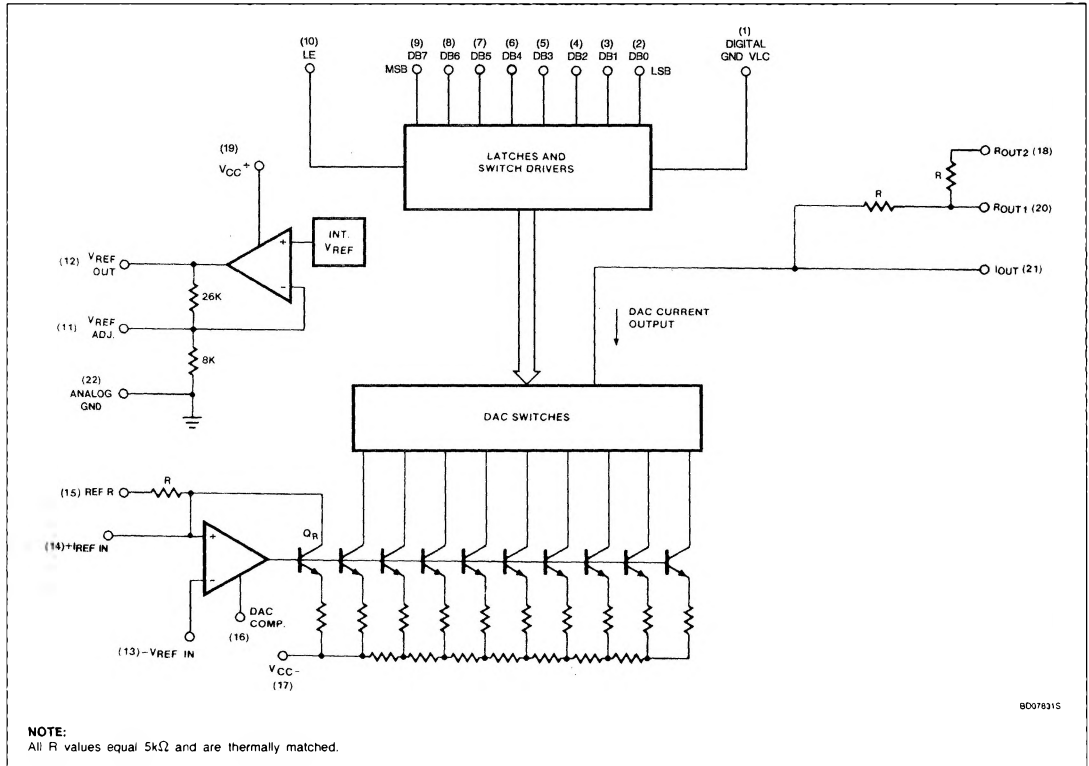 (10) LE
MSB
(9) DB7
(8) DB6
(7) DB5
(6) DB4
(5) DB3
(4) DB2
(3) DB1
(2) DB0
LSB
(1) DIGITAL GND VLC
LATCHES AND
SWITCH DRIVERS
(19)
VCC+
INT.
VREF
+
−
(12) VREF OUT
26K
(11) VREF ADJ.
8K
(22)
ANALOG
GND
R
ROUT2 (18)
R
ROUT1 (20)
IOUT (21)
DAC CURRENT
OUTPUT
DAC SWITCHES
(15) REF R
R
(14)+IREF IN
+
−
QR
DAC
COMP.
(16)
(13)−VREF IN
VCC−
(17)
BD07831S
NOTE:
All R values equal 5kΩ and are thermally matched.